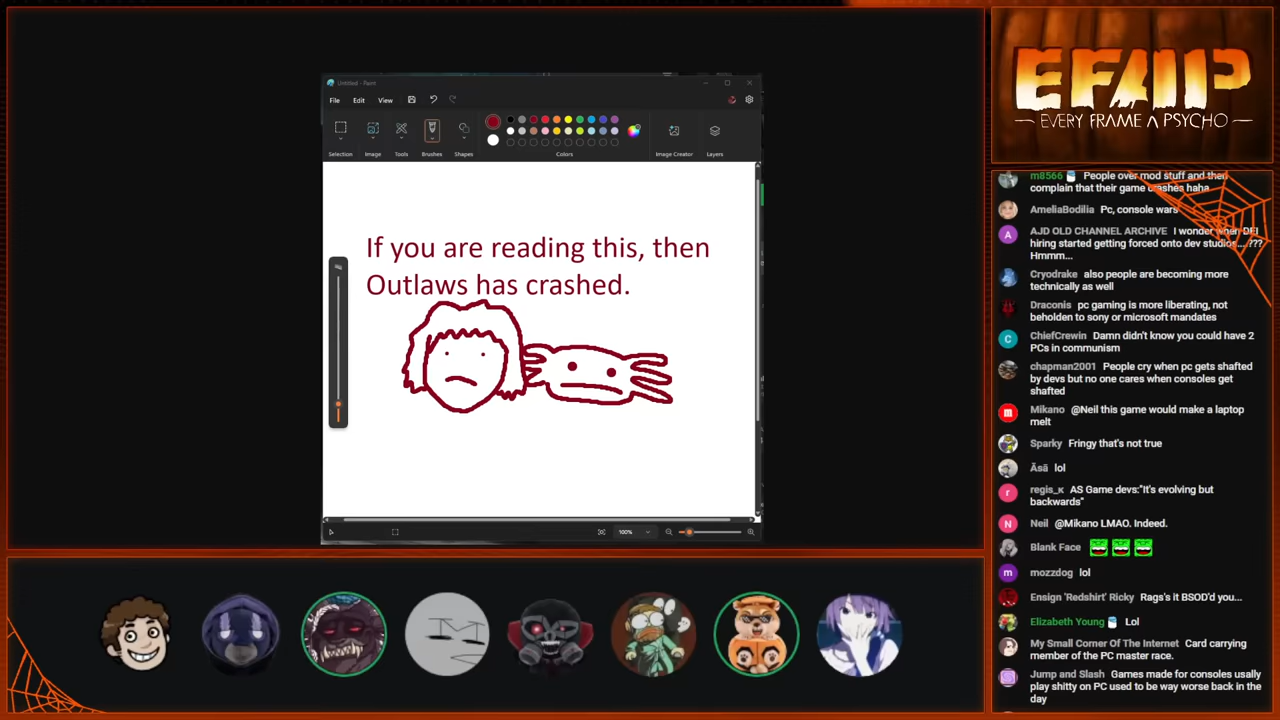 Untitled - Paint
File Edit View
Selection Image Tools Brushes Shapes Colors Image Creator Layers
If you are reading this, then
Outlaws has crashed.
100%
EFAP
EVERY FRAME A PSYCHO
m8566 People over mod stuff and then
complain that their game crashes haha
AmeliaBodilia Pc, console wars
AJD OLD CHANNEL ARCHIVE I wonder when DEI
hiring started getting forced onto dev studios... ???
Hmmm..
Cryodrake also people are becoming more
technically as well
Draconis pc gaming is more liberating, not
beholden to sony or microsoft mandates
ChiefCrewin Damn didn't know you could have 2
PCs in communism
chapman2001 People cry when pc gets shafted
by devs but no one cares when consoles get
shafted
Mikano @Neil this game would make a laptop
melt
Sparky Fringy that's not true
Āsā lol
regis_κ AS Game devs:"It's evolving but
backwards"
Neil @Mikano LMAO. Indeed.
Blank Face
mozzdog lol
Ensign 'Redshirt' Ricky Rags's it BSOD'd you...
Elizabeth Young Lol
My Small Corner Of The Internet Card carrying
member of the PC master race.
Jump and Slash Games made for consoles usally
play shitty on PC used to be way worse back in the
day